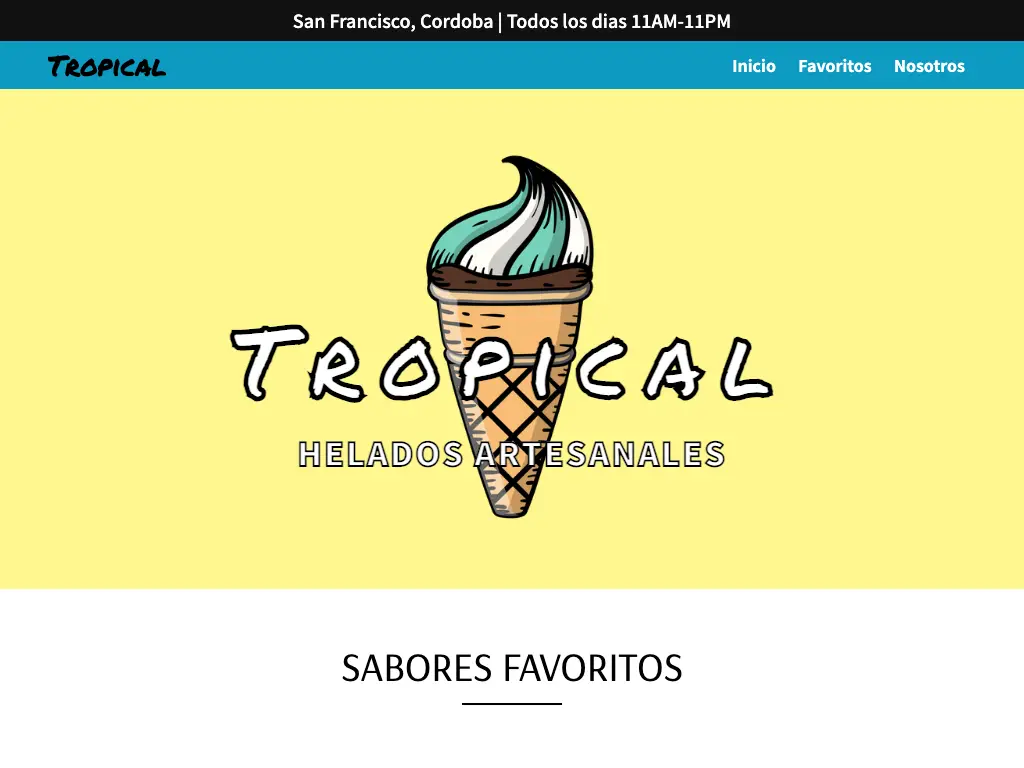 San Francisco, Cordoba | Todos los dias 11AM-11PM
Tropical
Inicio Favoritos Nosotros
Tropical
HELADOS ARTESANALES
SABORES FAVORITOS